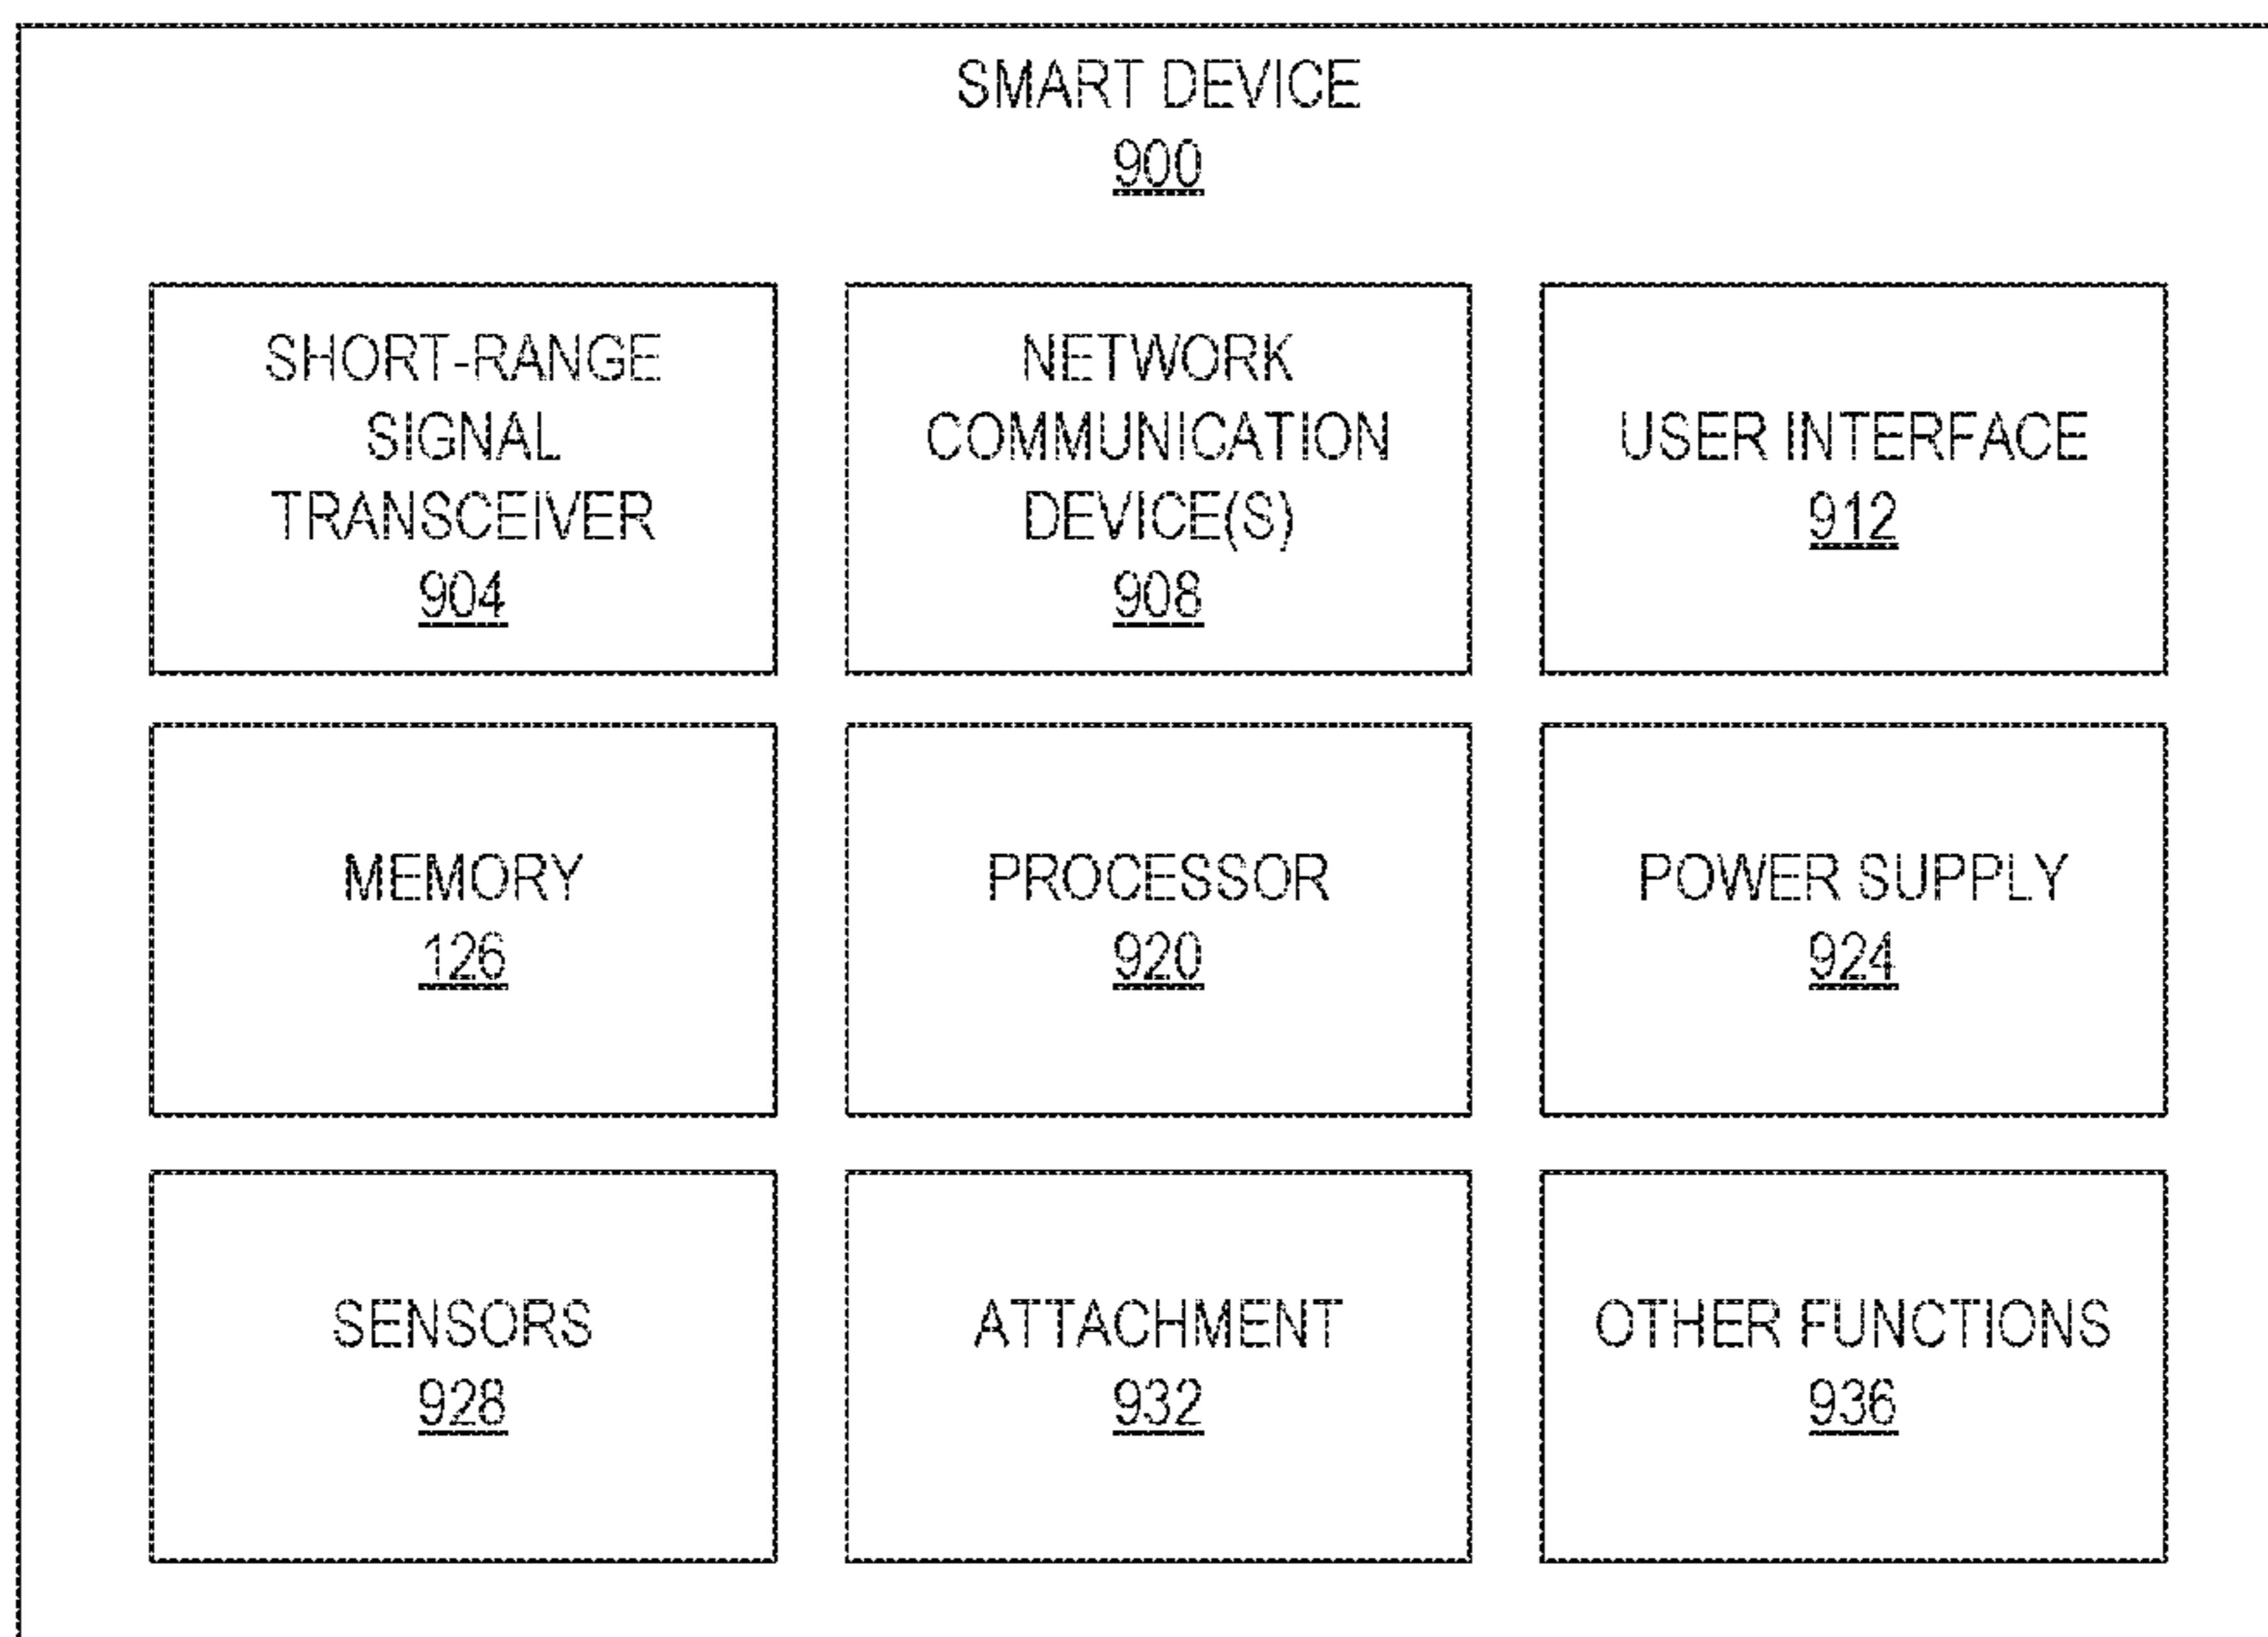 SMART DEVICE
900
SHORT-RANGE
SIGNAL
TRANSCEIVER
904
NETWORK
COMMUNICATION
DEVICE(S)
908
USER INTERFACE
912
MEMORY
126
PROCESSOR
920
POWER SUPPLY
924
SENSORS
928
ATTACHMENT
932
OTHER FUNCTIONS
936